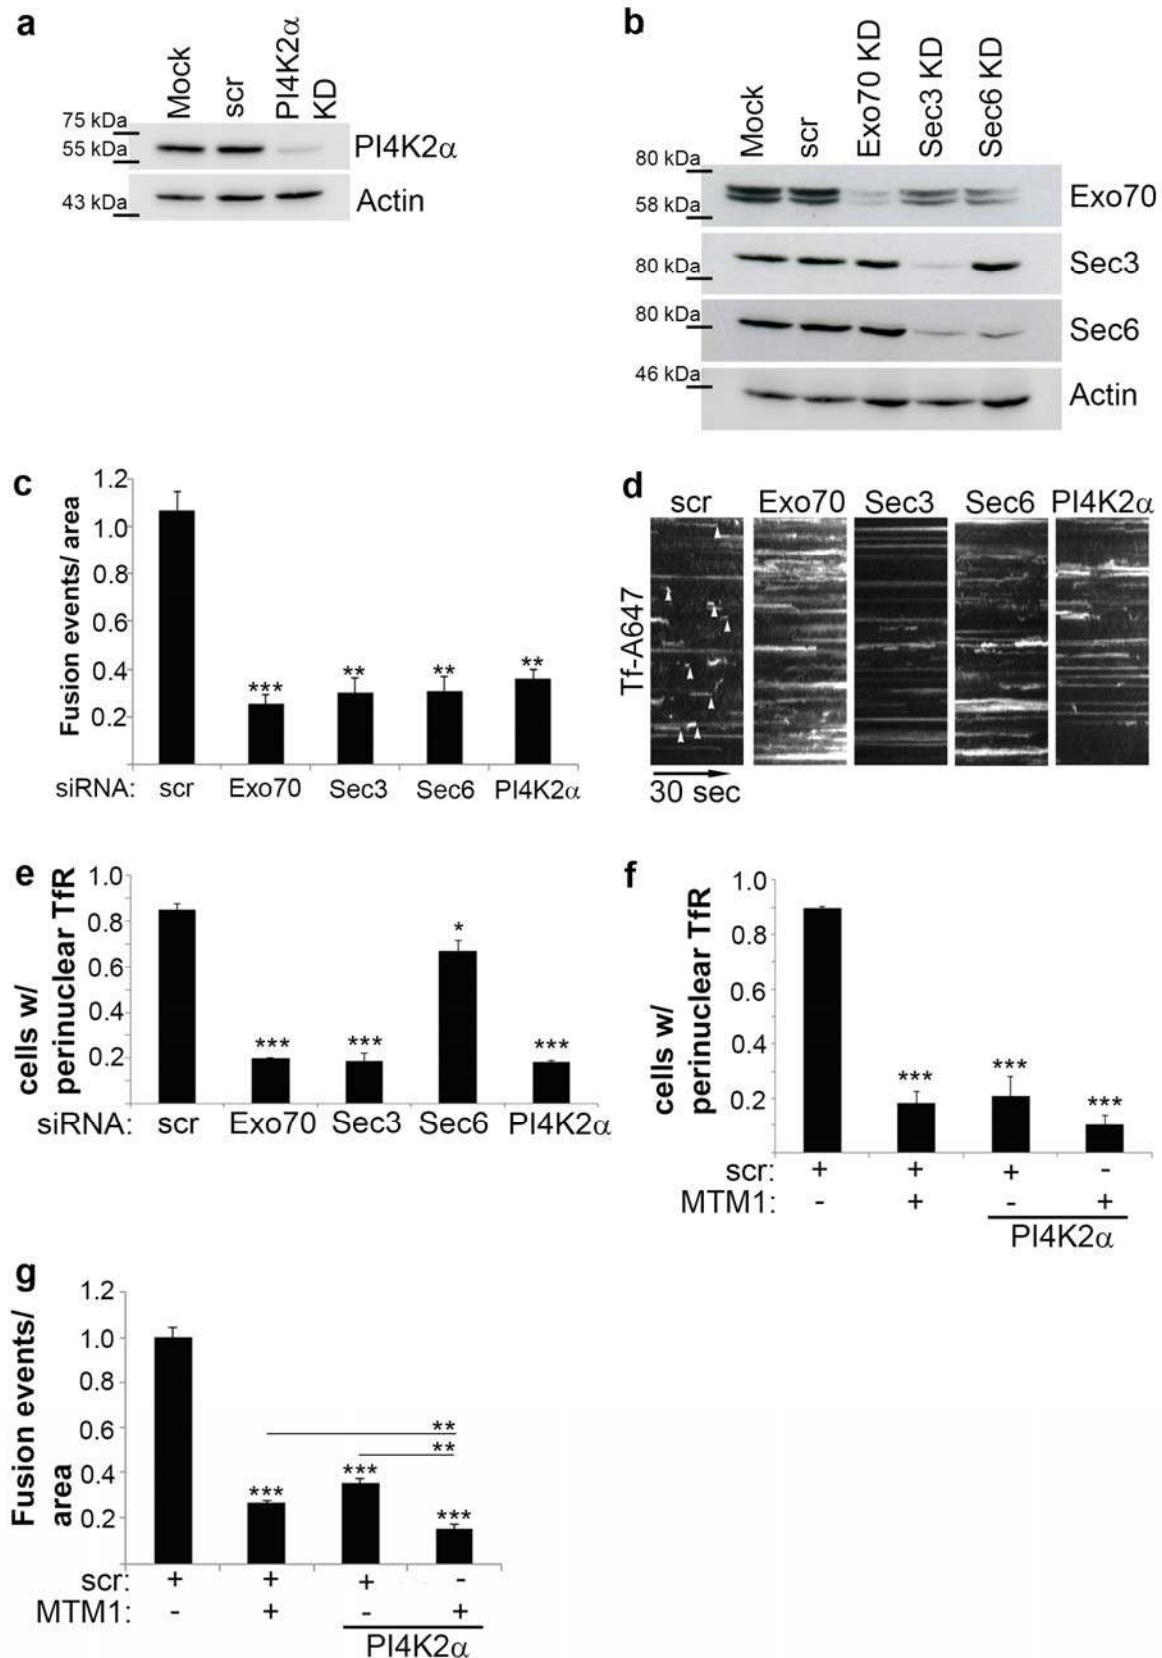 a
Mock
scr
PI4K2α
KD
75 kDa
55 kDa
PI4K2α
43 kDa
Actin
b
Mock
scr
Exo70 KD
Sec3 KD
Sec6 KD
80 kDa
58 kDa
Exo70
80 kDa
Sec3
80 kDa
Sec6
46 kDa
Actin
c
Fusion events/ area
1.2
1.0
0.8
0.6
0.4
0.2
***
**
**
**
siRNA: scr Exo70 Sec3 Sec6 PI4K2α
d
scr Exo70 Sec3 Sec6 PI4K2α
Tf-A647
30 sec
e
cells w/
perinuclear TfR
1.0
0.8
0.6
0.4
0.2
***
***
*
***
siRNA: scr Exo70 Sec3 Sec6 PI4K2α
f
cells w/
perinuclear TfR
1.0
0.8
0.6
0.4
0.2
***
***
***
scr: + + + -
MTM1: - + - +
PI4K2α
g
Fusion events/
area
1.2
1.0
0.8
0.6
0.4
0.2
**
**
***
***
***
scr: + + + -
MTM1: - + - +
PI4K2α